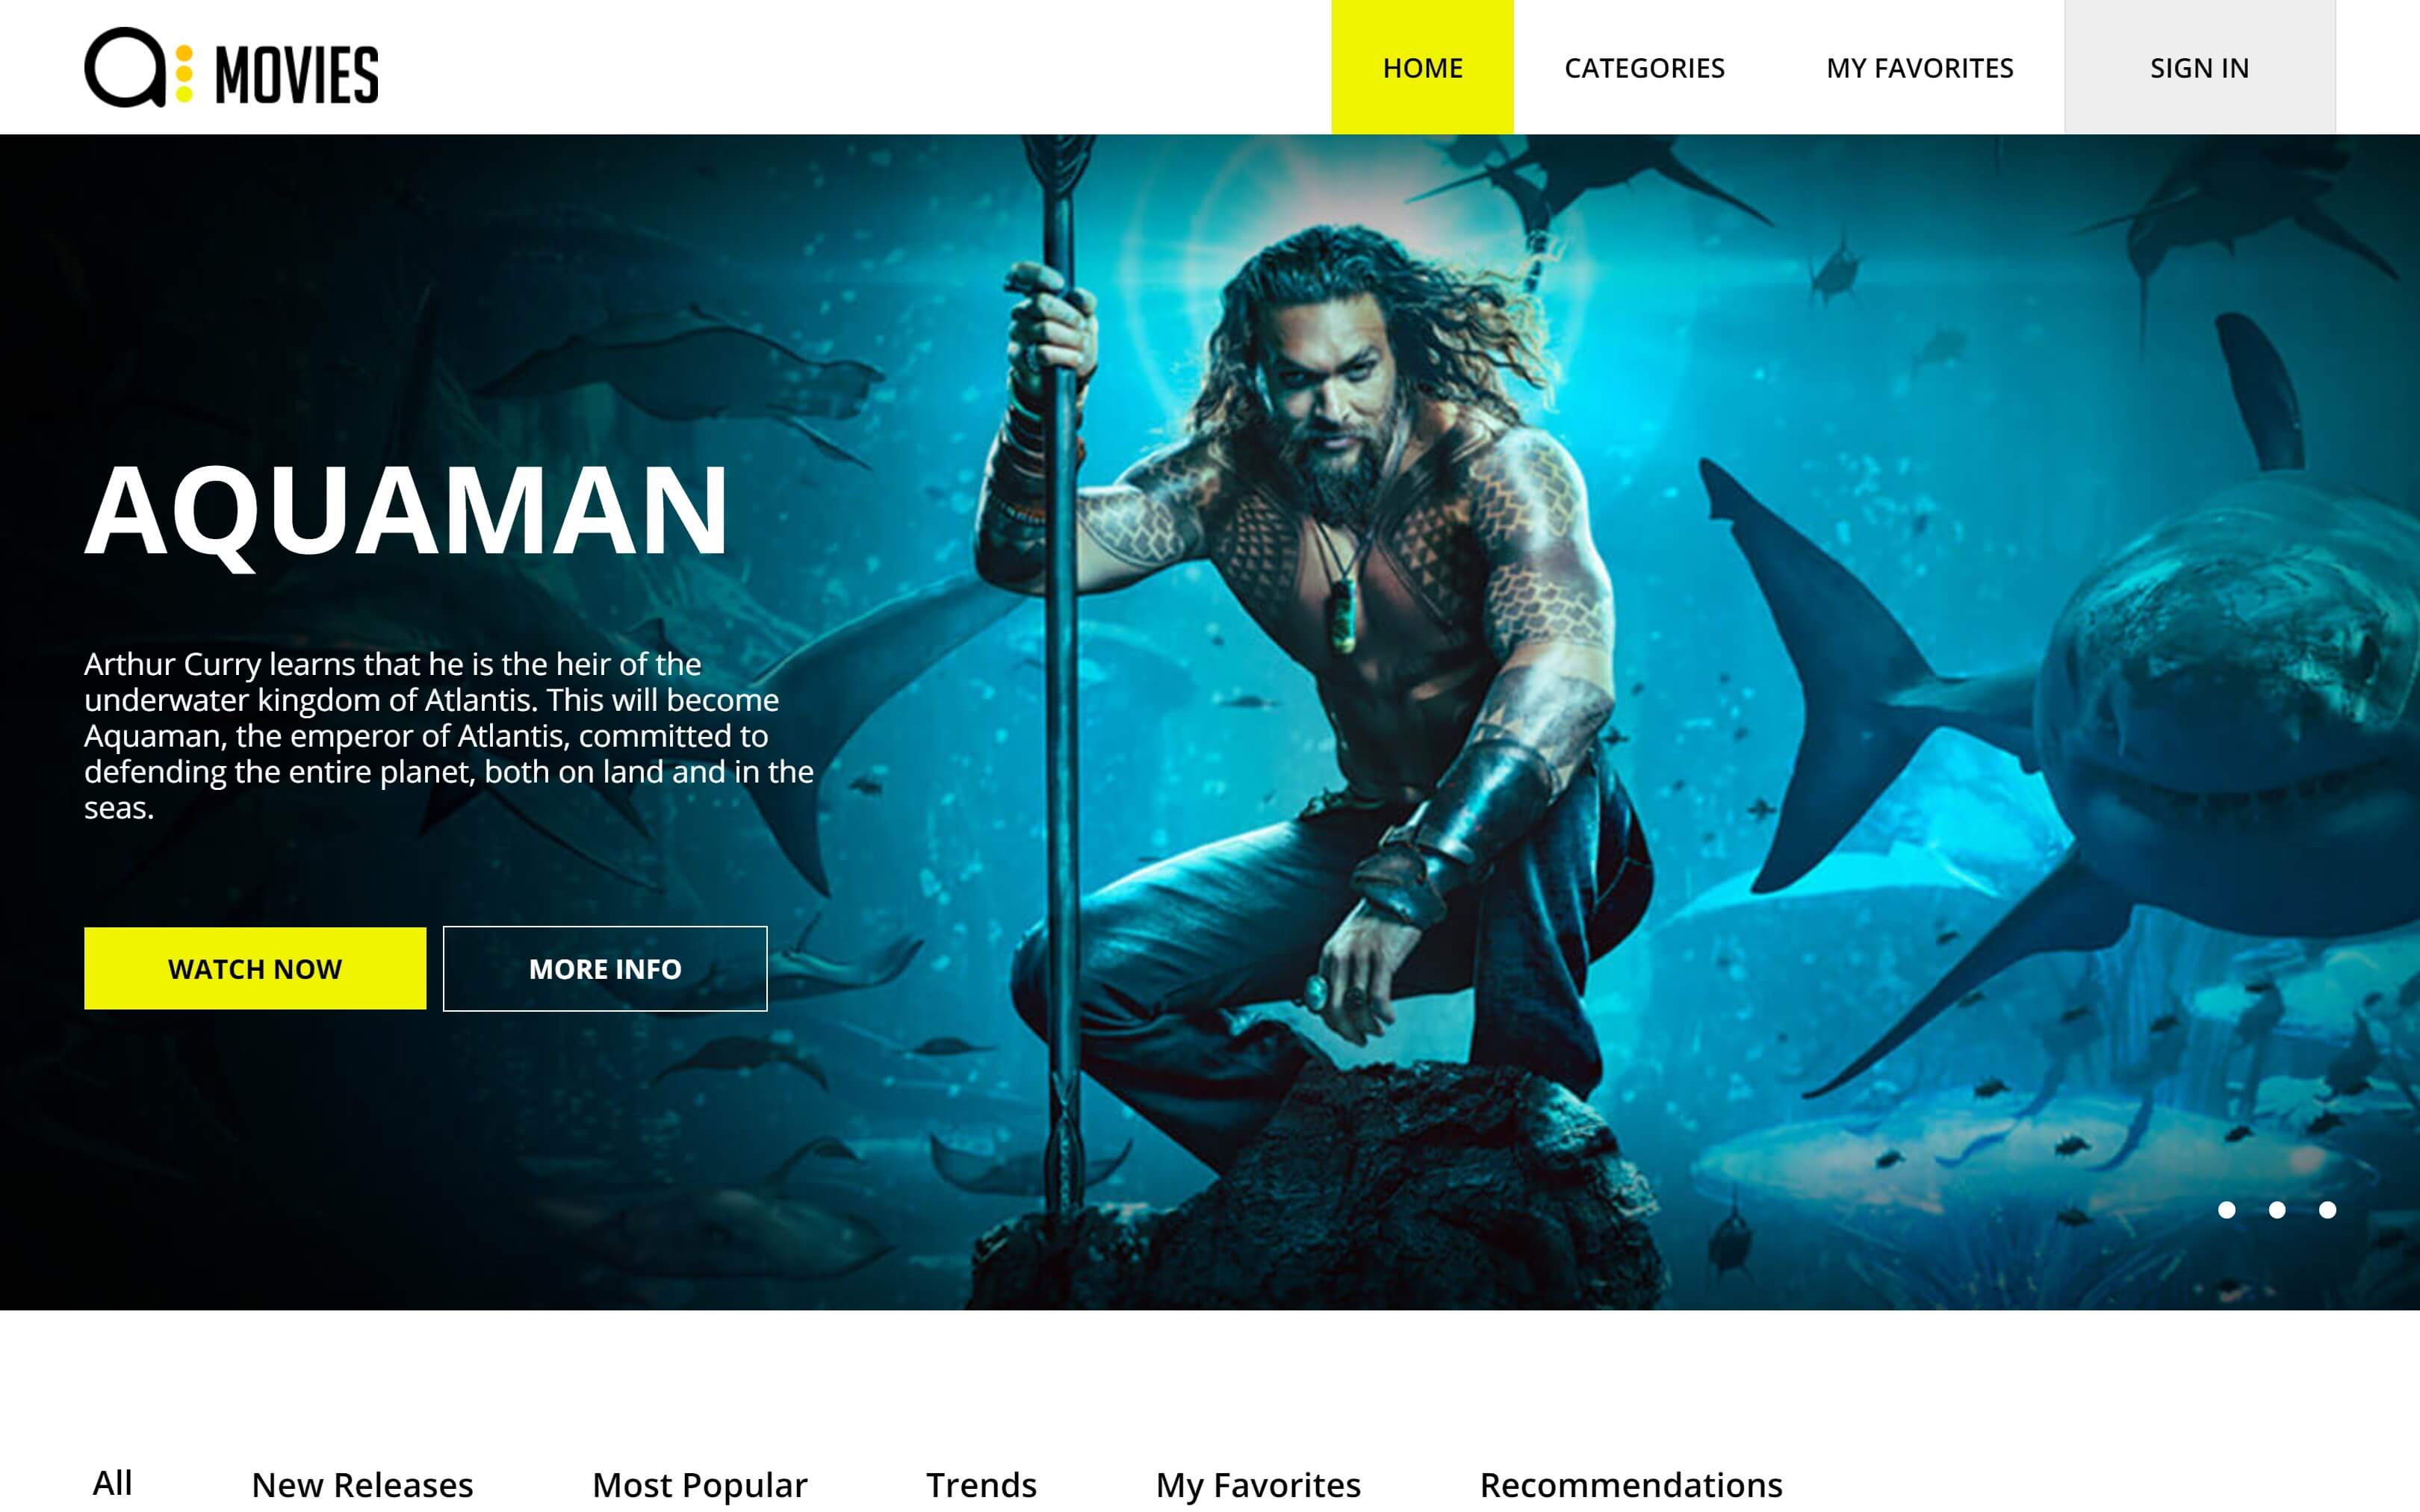 a: MOVIES
HOME
CATEGORIES
MY FAVORITES
SIGN IN
AQUAMAN
Arthur Curry learns that he is the heir of the
underwater kingdom of Atlantis. This will become
Aquaman, the emperor of Atlantis, committed to
defending the entire planet, both on land and in the
seas.
WATCH NOW
MORE INFO
All
New Releases
Most Popular
Trends
My Favorites
Recommendations